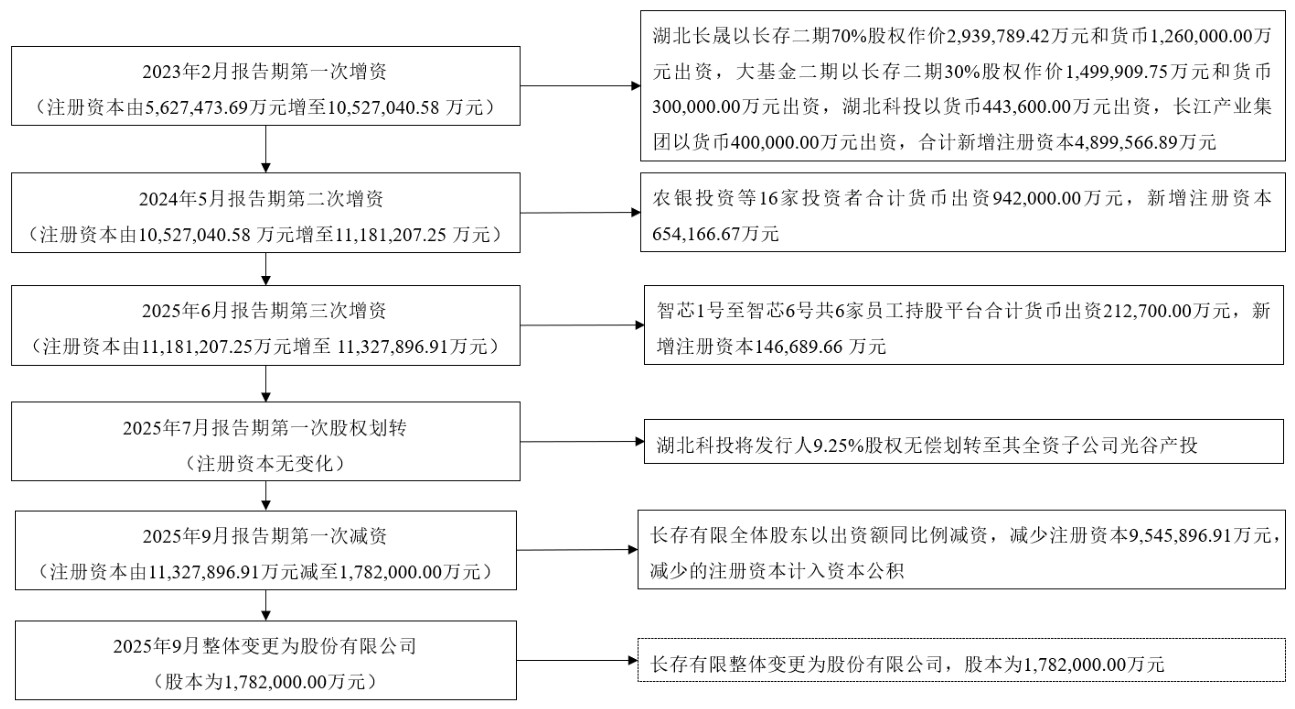 2023年2月报告期第一次增资
（注册资本由5,627,473.69万元增至10,527,040.58 万元）
湖北长晟以长存二期70%股权作价2,939,789.42万元和货币1,260,000.00万
元出资，大基金二期以长存二期30%股权作价1,499,909.75万元和货币
300,000.00万元出资，湖北科投以货币443,600.00万元出资，长江产业集
团以货币400,000.00万元出资，合计新增注册资本4,899,566.89万元
2024年5月报告期第二次增资
（注册资本由10,527,040.58 万元增至11,181,207.25 万元）
农银投资等16家投资者合计货币出资942,000.00万元，新增注册资本
654,166.67万元
2025年6月报告期第三次增资
（注册资本由11,181,207.25万元增至 11,327,896.91万元）
智芯1号至智芯6号共6家员工持股平台合计货币出资212,700.00万元，新
增注册资本146,689.66 万元
2025年7月报告期第一次股权划转
（注册资本无变化）
湖北科投将发行人9.25%股权无偿划转至其全资子公司光谷产投
2025年9月报告期第一次减资
（注册资本由11,327,896.91万元减至1,782,000.00万元）
长存有限全体股东以出资额同比例减资，减少注册资本9,545,896.91万元，
减少的注册资本计入资本公积
2025年9月整体变更为股份有限公司
（股本为1,782,000.00万元）
长存有限整体变更为股份有限公司，股本为1,782,000.00万元